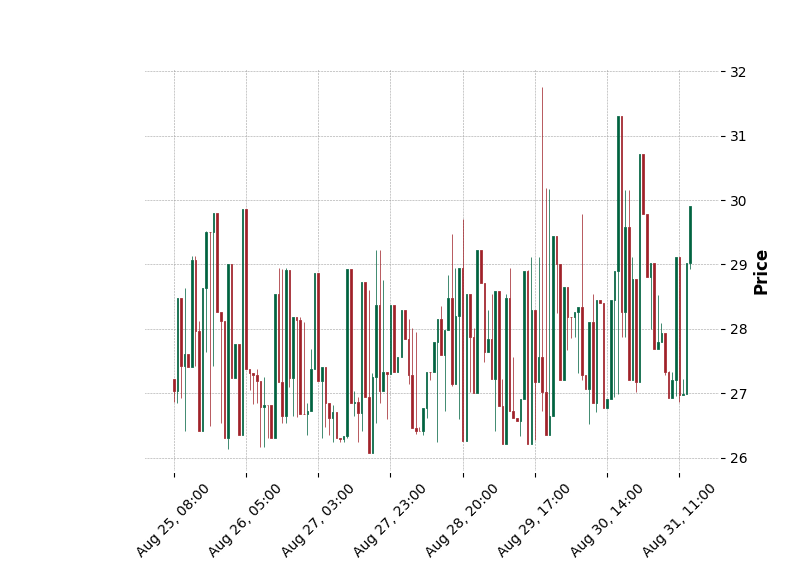 32
31
30
29
28
27
26
Price
Aug 25, 08:00
Aug 26, 05:00
Aug 27, 03:00
Aug 27, 23:00
Aug 28, 20:00
Aug 29, 17:00
Aug 30, 14:00
Aug 31, 11:00